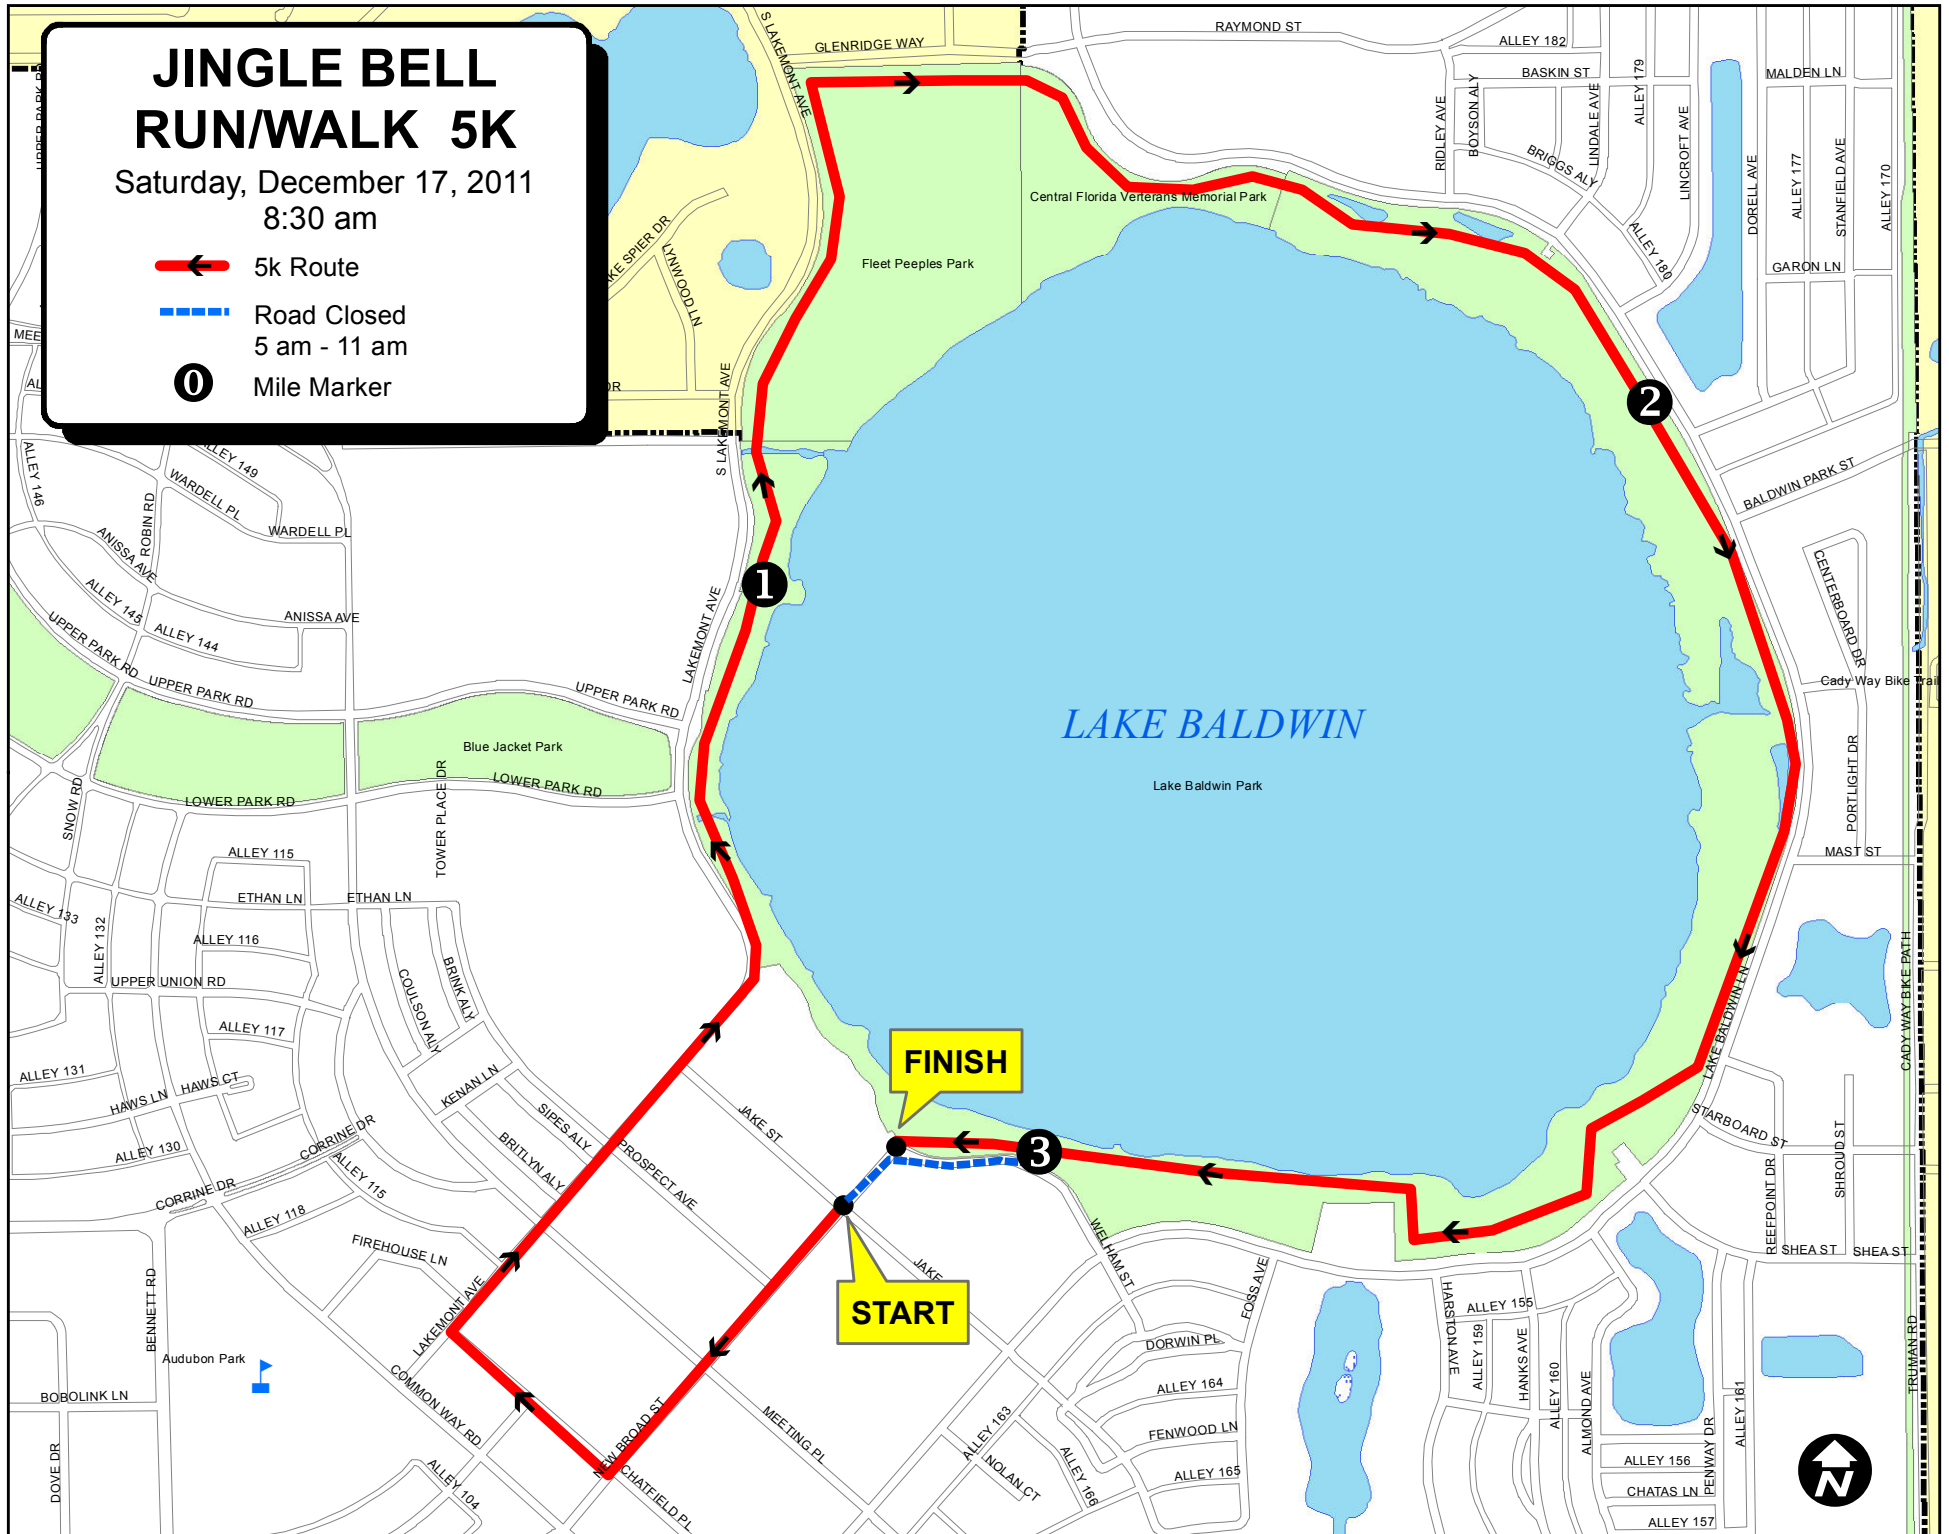 JINGLE BELL
RUN/WALK 5K
Saturday, December 17, 2011
8:30 am
5k Route
Road Closed
5 am - 11 am
0 Mile Marker
S LAKEMONT AVE
GLENRIDGE WAY
RAYMOND ST
ALLEY 182
BASKIN ST
ALLEY 179
MALDEN LN
RIDLEY AVE
BOYSON ALY
LINDALE AVE
LINCROFT AVE
BRIGGS ALY
DORELL AVE
ALLEY 177
STANFIELD AVE
ALLEY 170
ALLEY 180
GARON LN
Central Florida Verterans Memorial Park
Fleet Peeples Park
LYNWOOD LN
SPIER DR
DR
S LAKEMONT AVE
MEE
AL
ALLEY 146
ALLEY 149
WARDELL PL
WARDELL PL
ROBIN RD
ANISSA AVE
ANISSA AVE
ALLEY 145
ALLEY 144
UPPER PARK RD
UPPER PARK RD
UPPER PARK RD
LAKEMONT AVE
1
2
BALDWIN PARK ST
CENTERBOARD DR
Cady Way Bike Trail
PORTLIGHT DR
MAST ST
LAKE BALDWIN
Lake Baldwin Park
Blue Jacket Park
LOWER PARK RD
LOWER PARK RD
SNOW RD
TOWER PLACE DR
ALLEY 115
ETHAN LN
ETHAN LN
ALLEY 133
ALLEY 132
ALLEY 116
UPPER UNION RD
COULSON ALY
BRINK ALY
ALLEY 117
ALLEY 131
HAWS LN
HAWS CT
KENAN LN
ALLEY 130
CORRINE DR
CORRINE DR
ALLEY 115
SIPES ALY
BRITLYN ALY
PROSPECT AVE
JAKE ST
FINISH
3
LAKE BALDWIN LN
CADY WAY BIKE PATH
STARBOARD ST
REEFPOINT DR
SHROUD ST
SHEA ST
SHEA ST
ALLEY 118
FIREHOUSE LN
BENNETT RD
LAKEMONT AVE
START
JAKE
WELHAM ST
FOSS AVE
HARSTON AVE
ALLEY 155
ALLEY 159
HANKS AVE
ALLEY 160
ALMOND AVE
TRUMAN RD
Audubon Park
BOBOLINK LN
COMMON WAY RD
DORWIN PL
ALLEY 164
ALLEY 163
FENWOOD LN
MEETING PL
NEW BROAD ST
CHATFIELD PL
DOVE DR
ALLEY 104
NOLAN CT
ALLEY 166
ALLEY 165
PENWAY DR
ALLEY 161
ALLEY 156
CHATAS LN
ALLEY 157
N